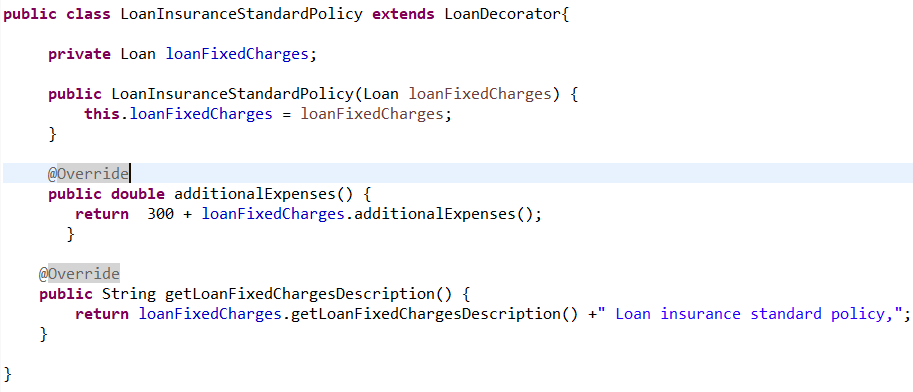 public class LoanInsuranceStandardPolicy extends LoanDecorator{
private Loan loanFixedCharges;
public LoanInsuranceStandardPolicy(Loan loanFixedCharges) {
this.loanFixedCharges = loanFixedCharges;
}
@Override
public double additionalExpenses() {
return  300 + loanFixedCharges.additionalExpenses();
}
@Override
public String getLoanFixedChargesDescription() {
return loanFixedCharges.getLoanFixedChargesDescription() +" Loan insurance standard policy,";
}
}